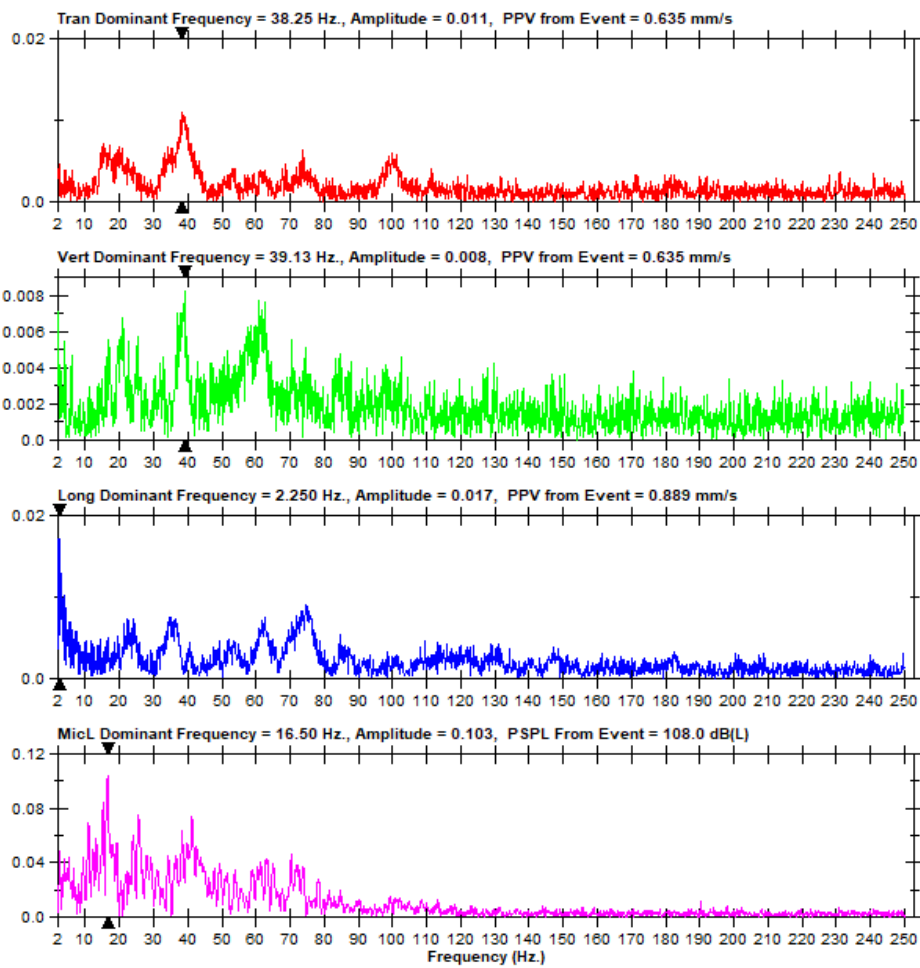 Tran Dominant Frequency = 38.25 Hz., Amplitude = 0.011, PPV from Event = 0.635 mm/s
0.02
0.0
2 10 20 30 40 50 60 70 80 90 100 110 120 130 140 150 160 170 180 190 200 210 220 230 240 250
Vert Dominant Frequency = 39.13 Hz., Amplitude = 0.008, PPV from Event = 0.635 mm/s
0.008
0.006
0.004
0.002
0.0
2 10 20 30 40 50 60 70 80 90 100 110 120 130 140 150 160 170 180 190 200 210 220 230 240 250
Long Dominant Frequency = 2.250 Hz., Amplitude = 0.017, PPV from Event = 0.889 mm/s
0.02
0.0
2 10 20 30 40 50 60 70 80 90 100 110 120 130 140 150 160 170 180 190 200 210 220 230 240 250
MicL Dominant Frequency = 16.50 Hz., Amplitude = 0.103, PSPL From Event = 108.0 dB(L)
0.12
0.08
0.04
0.0
2 10 20 30 40 50 60 70 80 90 100 110 120 130 140 150 160 170 180 190 200 210 220 230 240 250
Frequency (Hz.)